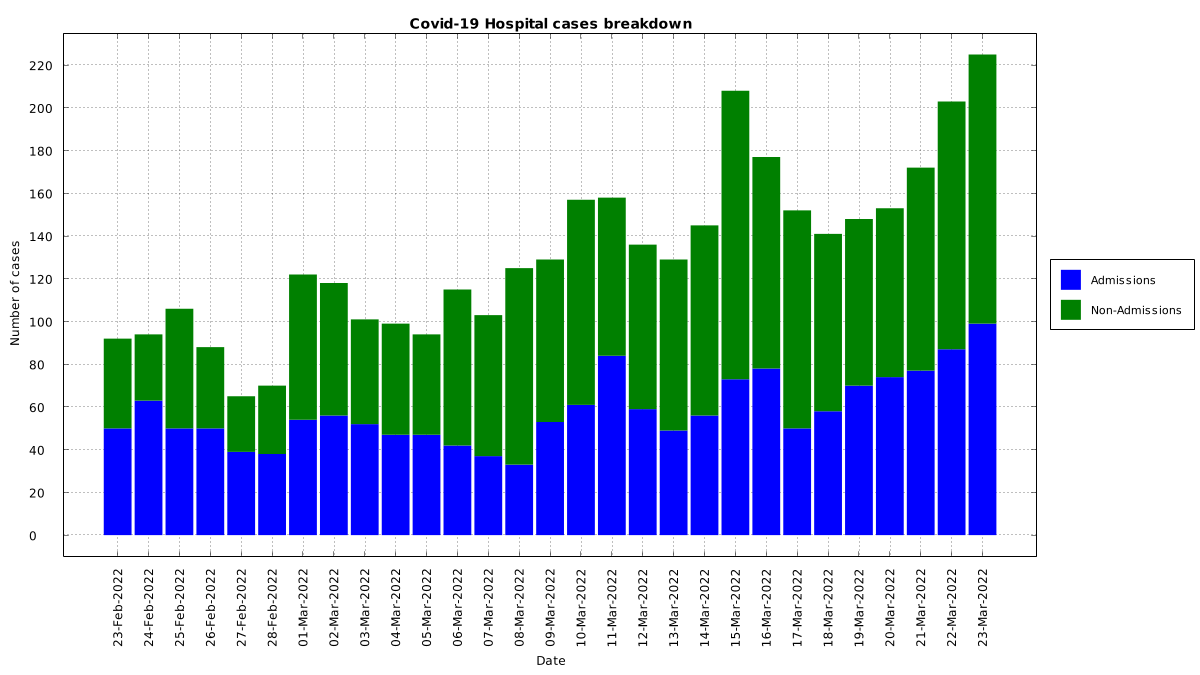 Covid-19 Hospital cases breakdown
Number of cases
220
200
180
160
140
120
100
80
60
40
20
0
23-Feb-2022
24-Feb-2022
25-Feb-2022
26-Feb-2022
27-Feb-2022
28-Feb-2022
01-Mar-2022
02-Mar-2022
03-Mar-2022
04-Mar-2022
05-Mar-2022
06-Mar-2022
07-Mar-2022
08-Mar-2022
09-Mar-2022
10-Mar-2022
11-Mar-2022
12-Mar-2022
13-Mar-2022
14-Mar-2022
15-Mar-2022
16-Mar-2022
17-Mar-2022
18-Mar-2022
19-Mar-2022
20-Mar-2022
21-Mar-2022
22-Mar-2022
23-Mar-2022
Date
Admissions
Non-Admissions